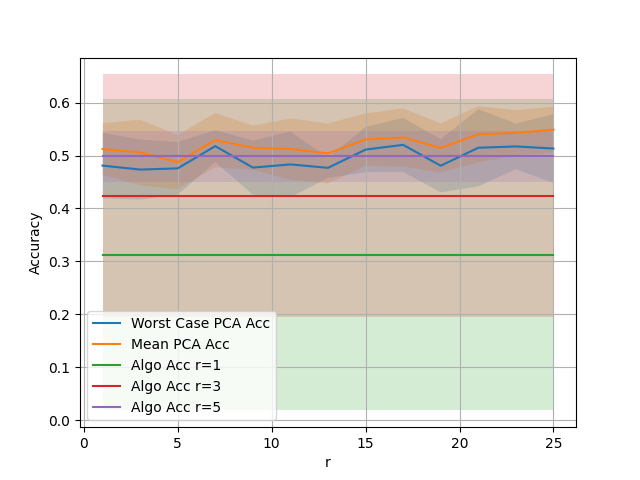 0.6
0.5
0.4
0.3
0.2
0.1
0.0
Accuracy
Worst Case PCA Acc
Mean PCA Acc
Algo Acc r=1
Algo Acc r=3
Algo Acc r=5
0
5
10
15
20
25
r